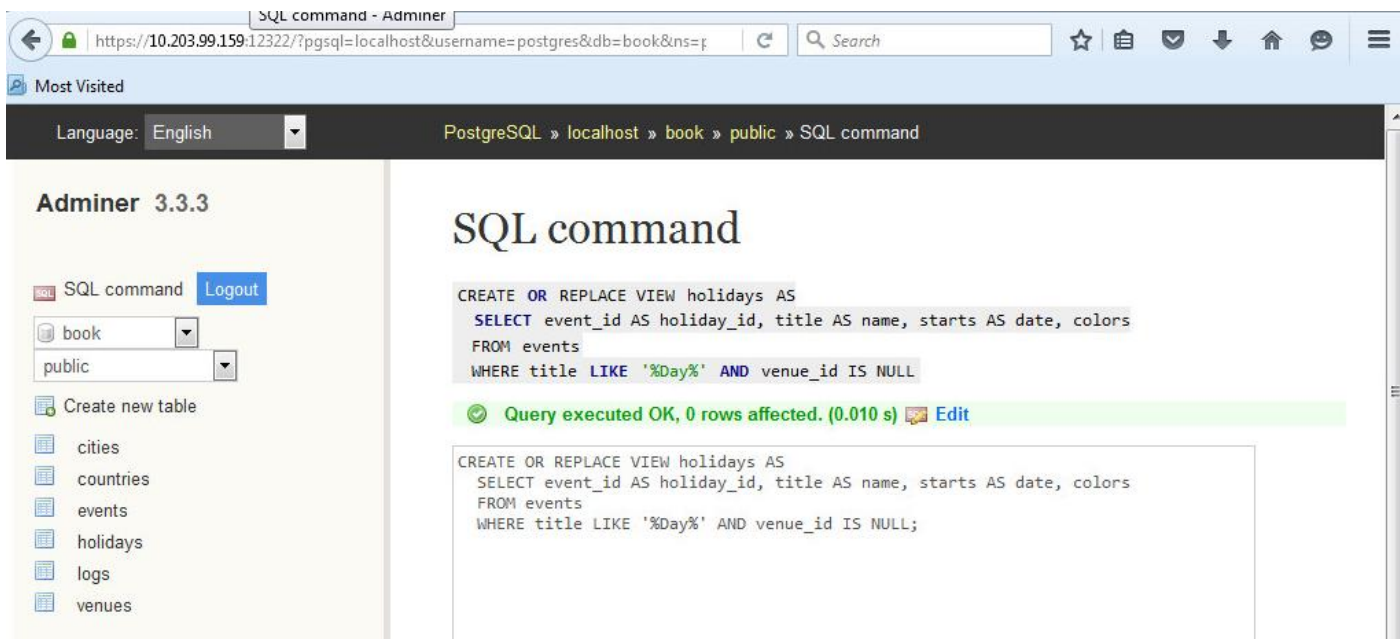 SQL command - Adminer
https://10.203.99.159:12322/?pgsql=localhost&username=postgres&db=book&ns=p
Search
Most Visited
Language: English
PostgreSQL » localhost » book » public » SQL command
Adminer 3.3.3
SQL command
SQL command Logout
CREATE OR REPLACE VIEW holidays AS
SELECT event_id AS holiday_id, title AS name, starts AS date, colors
FROM events
WHERE title LIKE '%Day%' AND venue_id IS NULL
book
public
Create new table
Query executed OK, 0 rows affected. (0.010 s) Edit
cities
countries
events
holidays
logs
venues
CREATE OR REPLACE VIEW holidays AS
SELECT event_id AS holiday_id, title AS name, starts AS date, colors
FROM events
WHERE title LIKE '%Day%' AND venue_id IS NULL;